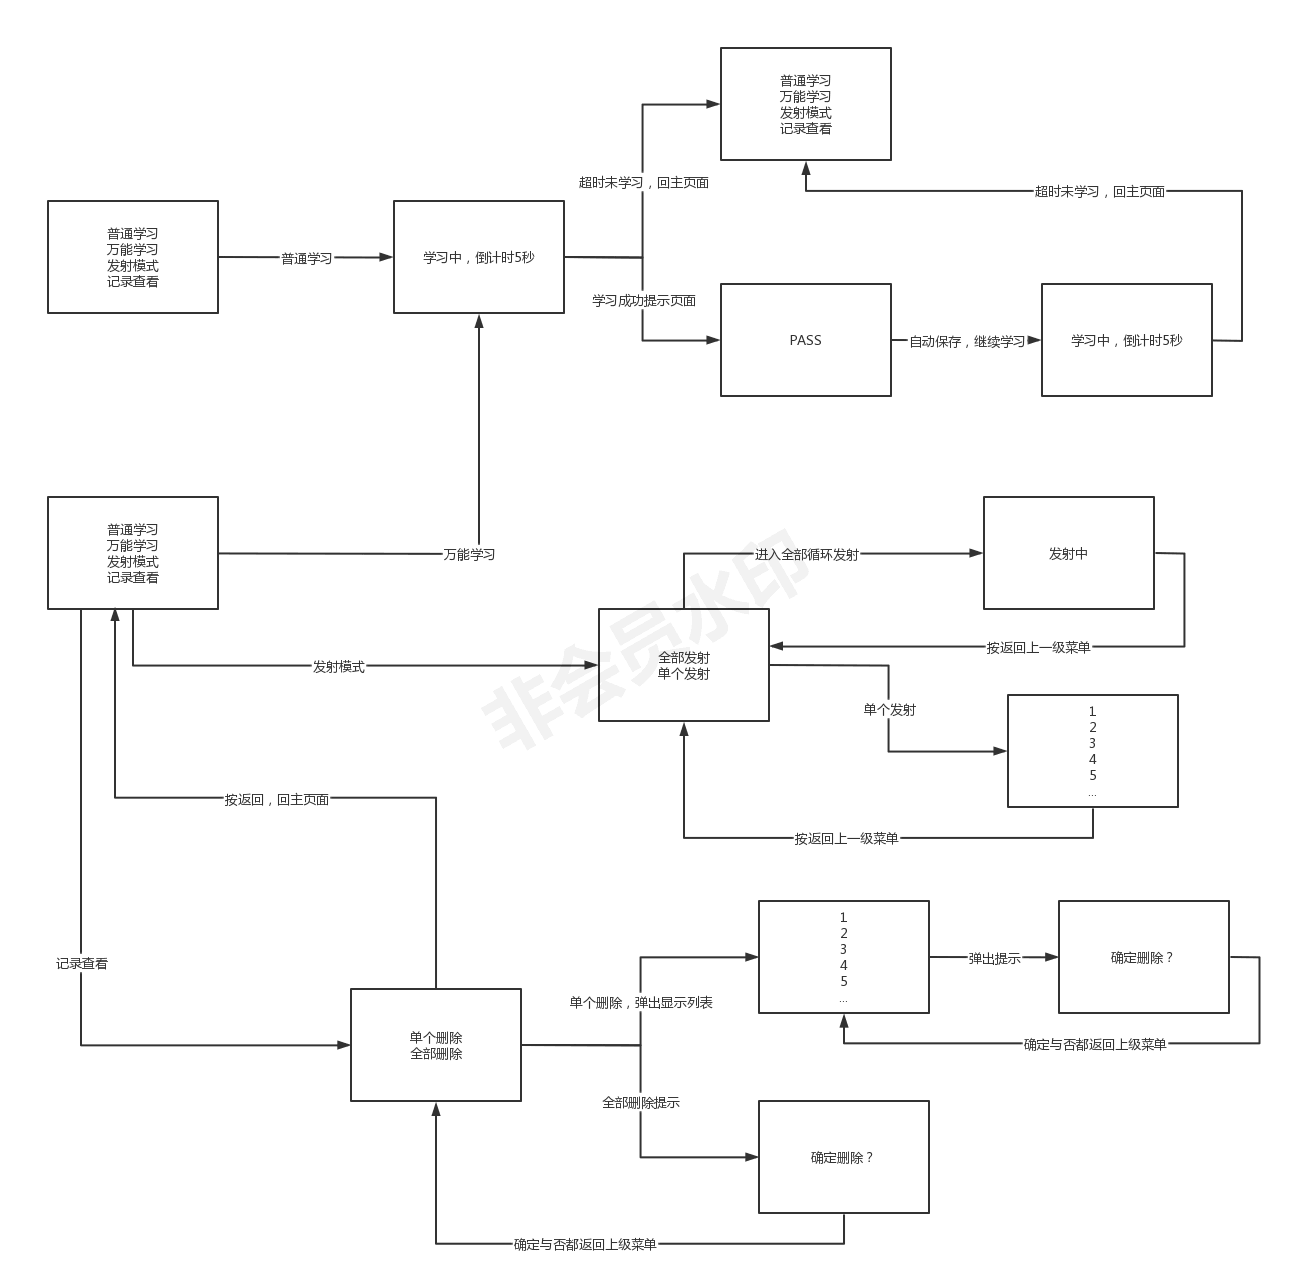 普通学习
万能学习
发射模式
记录查看
超时未学习，回主页面
超时未学习，回主页面
普通学习
万能学习
发射模式
记录查看
普通学习
学习中，倒计时5秒
学习成功提示页面
PASS
自动保存，继续学习
学习中，倒计时5秒
普通学习
万能学习
发射模式
记录查看
万能学习
进入全部循环发射
发射中
非会员水印
发射模式
全部发射
单个发射
按返回上一级菜单
单个发射
1
2
3
4
5
...
按返回，回主页面
按返回上一级菜单
记录查看
单个删除，弹出显示列表
1
2
3
4
5
...
弹出提示
确定删除？
单个删除
全部删除
确定与否都返回上级菜单
全部删除提示
确定删除？
确定与否都返回上级菜单